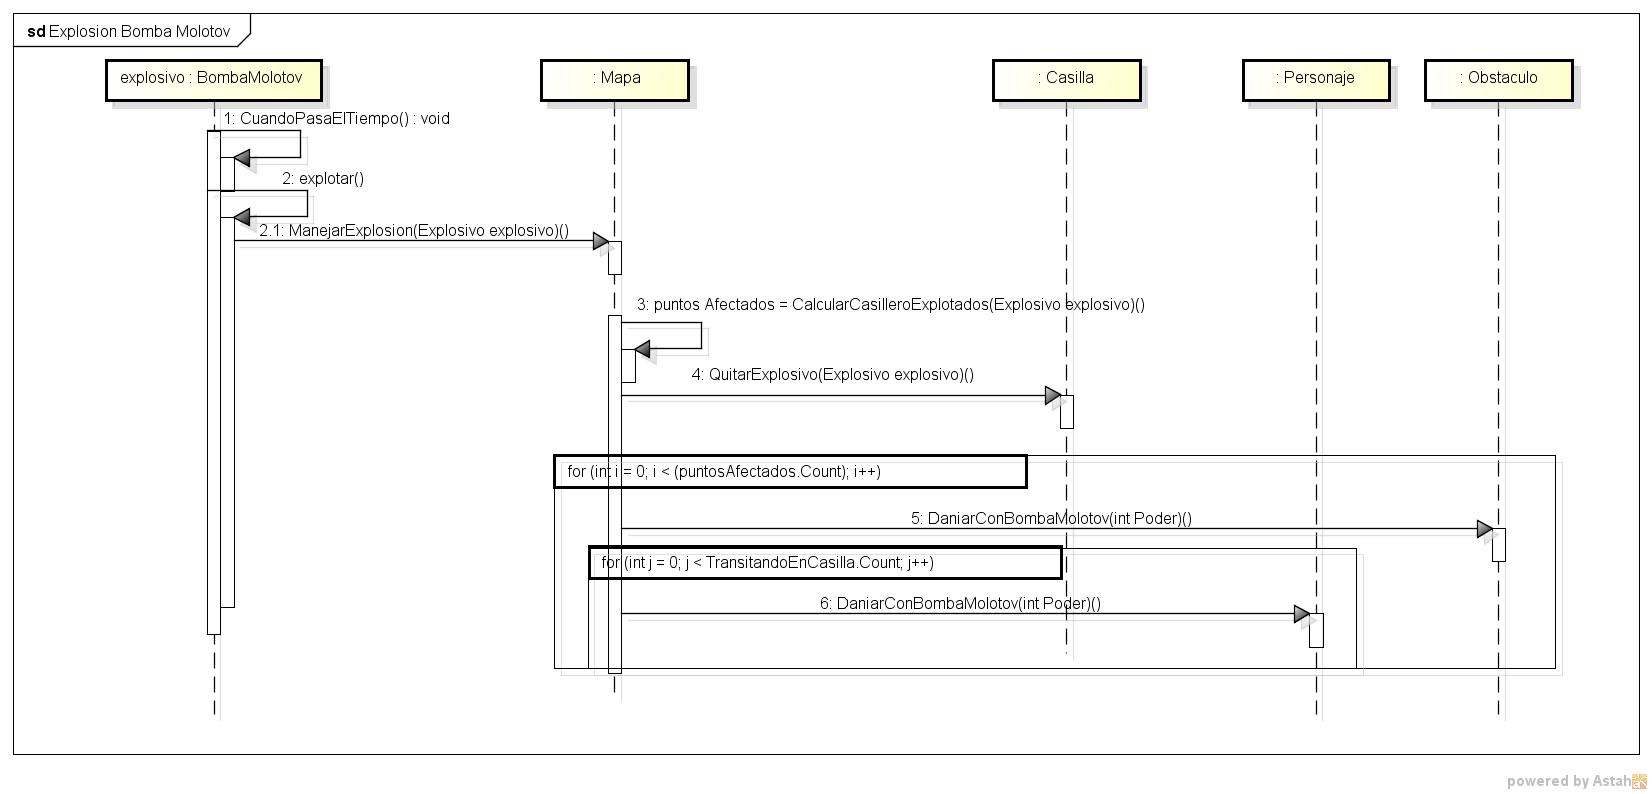 sd Explosion Bomba Molotov
explosivo : BombaMolotov
: Mapa
: Casilla
: Personaje
: Obstaculo
1: CuandoPasaElTiempo() : void
2: explotar()
2.1: ManejarExplosion(Explosivo explosivo)()
3: puntos Afectados = CalcularCasilleroExplotados(Explosivo explosivo)()
4: QuitarExplosivo(Explosivo explosivo)()
for (int i = 0; i < (puntosAfectados.Count); i++)
5: DaniarConBombaMolotov(int Poder)()
for (int j = 0; j < TransitandoEnCasilla.Count; j++)
6: DaniarConBombaMolotov(int Poder)()
powered by Astah